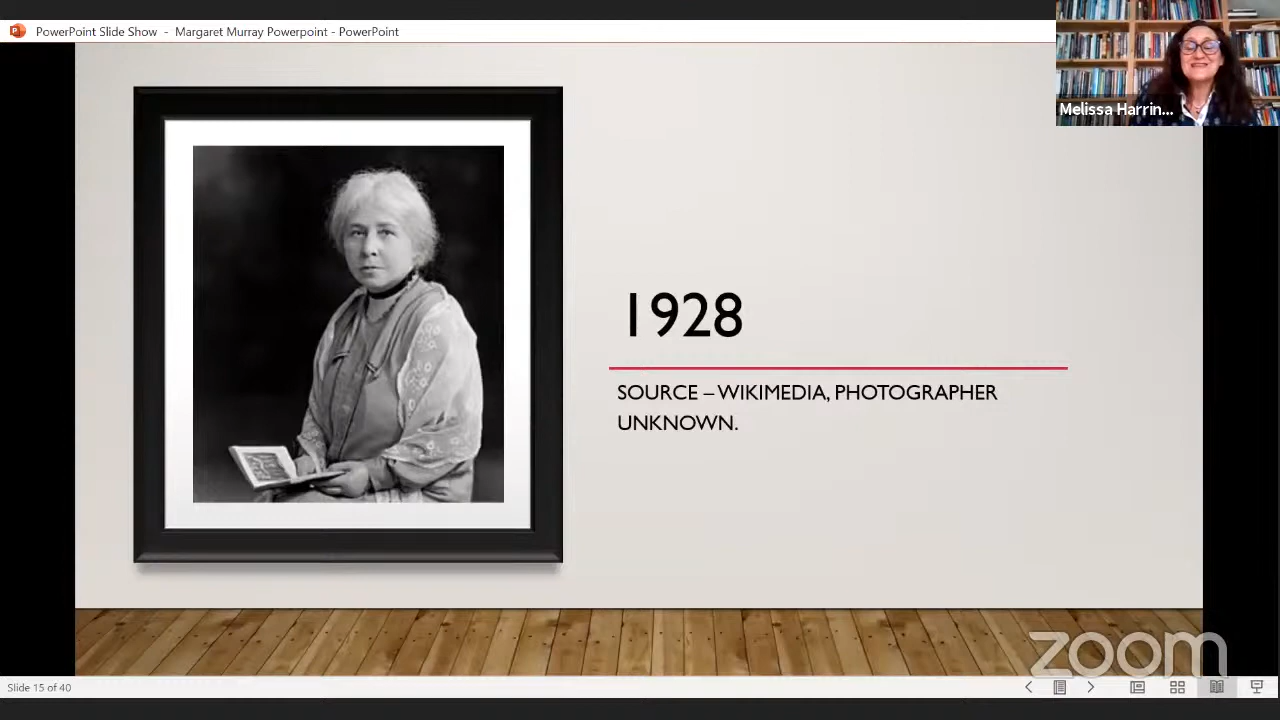 PowerPoint Slide Show - Margaret Murray Powerpoint - PowerPoint
Melissa Harrin...
1928
SOURCE – WIKIMEDIA, PHOTOGRAPHER
UNKNOWN.
zoom
Slide 15 of 40